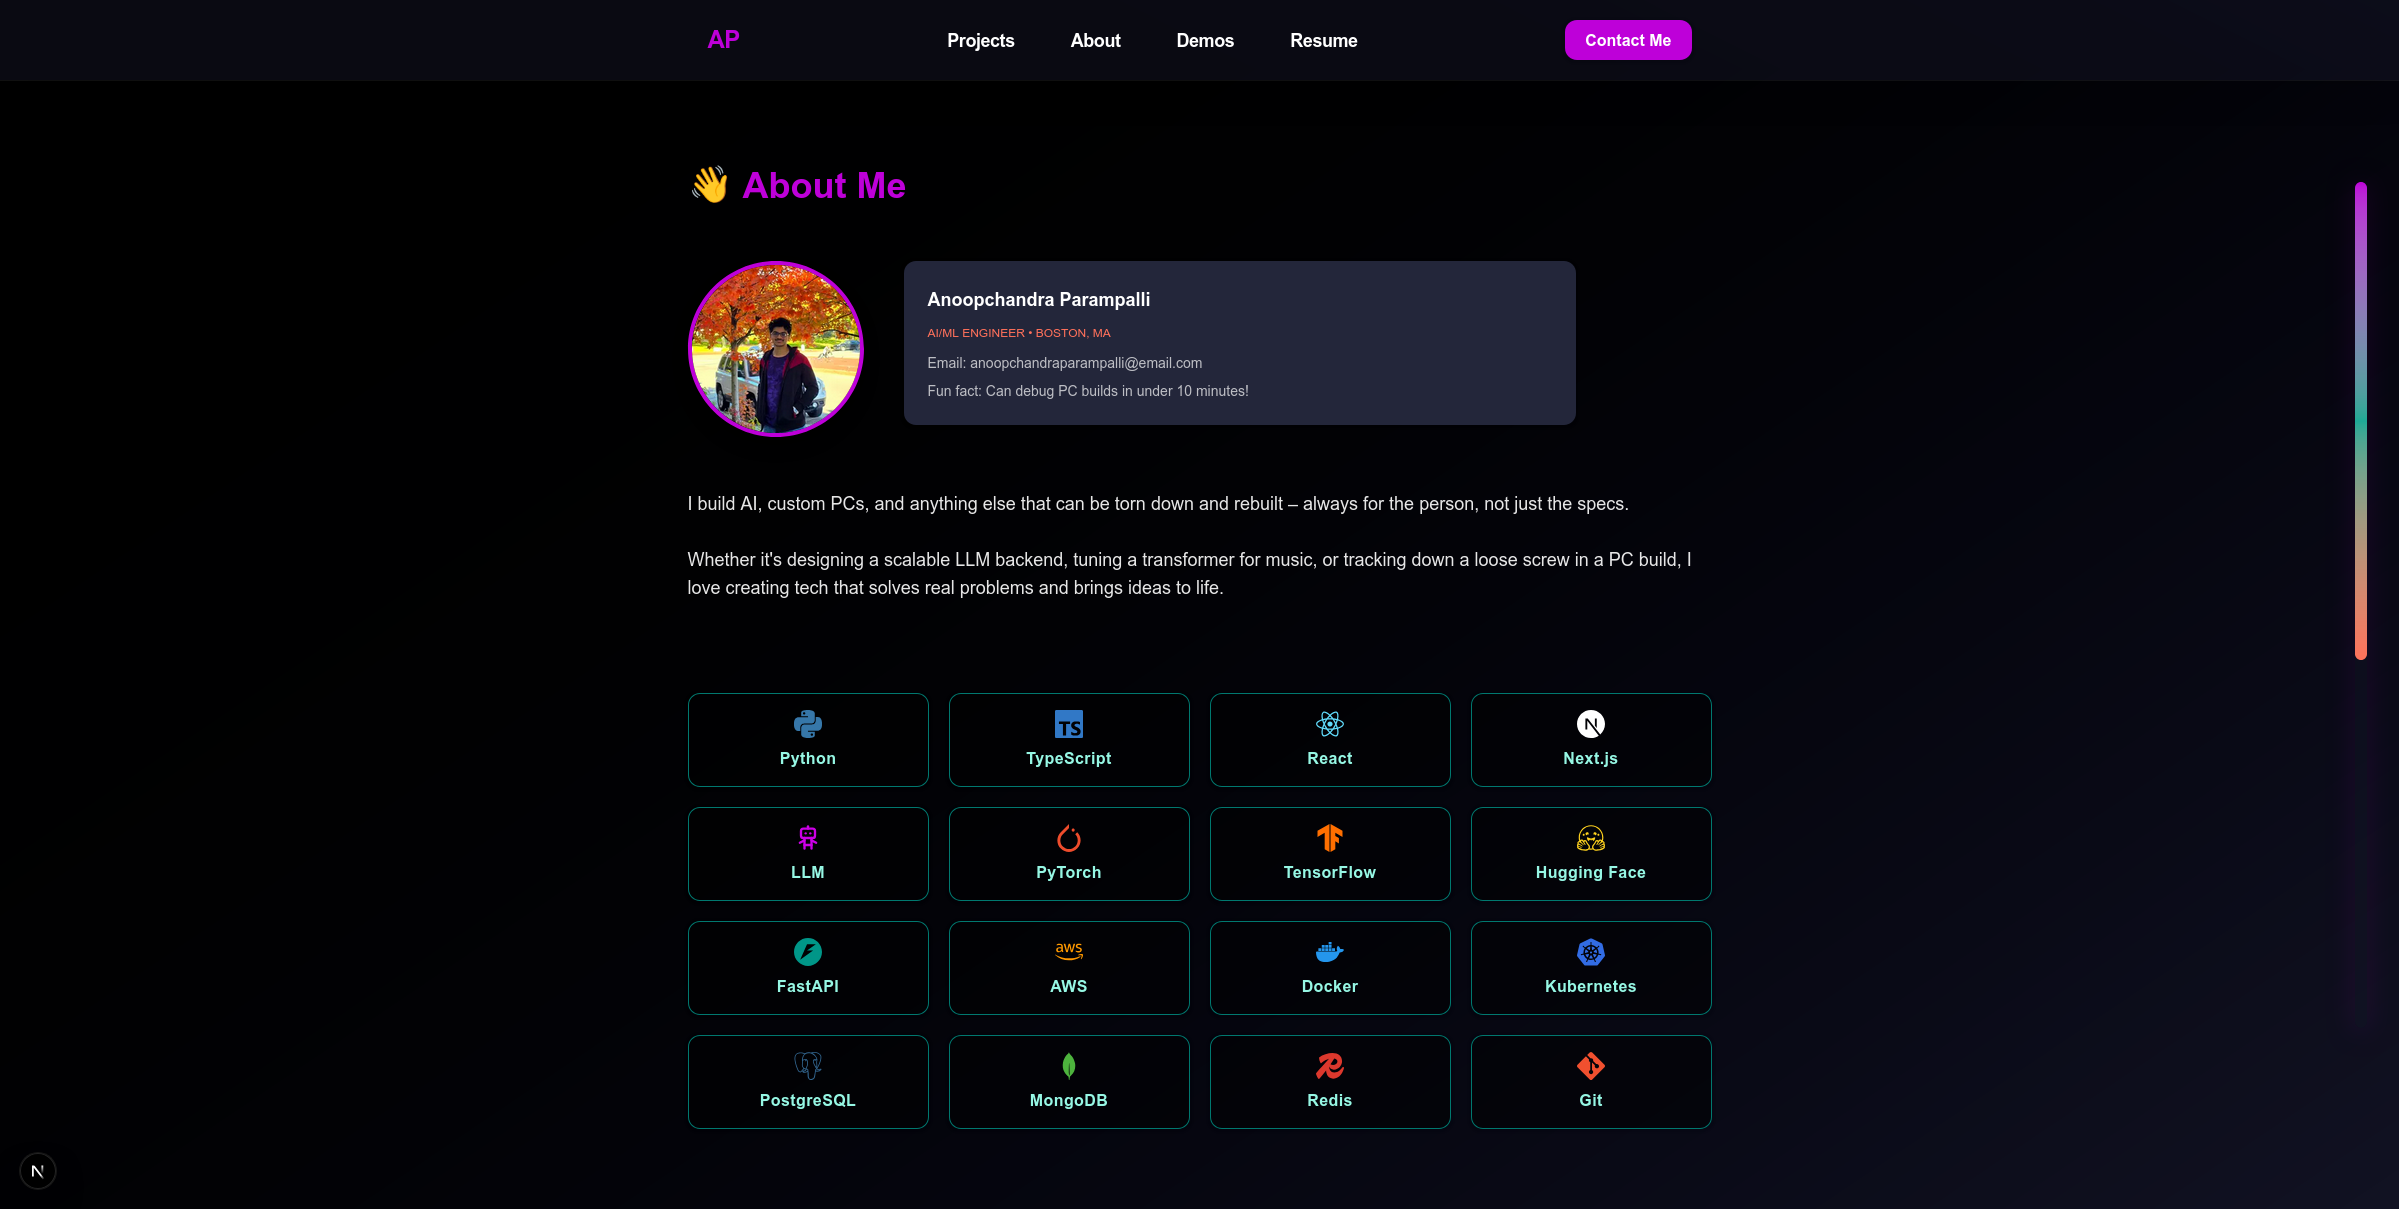 AP
Projects
About
Demos
Resume
Contact Me
👋 About Me
Anoopchandra Parampalli
AI/ML ENGINEER • BOSTON, MA
Email: anoopchandraparampalli@email.com
Fun fact: Can debug PC builds in under 10 minutes!
I build AI, custom PCs, and anything else that can be torn down and rebuilt – always for the person, not just the specs.
Whether it's designing a scalable LLM backend, tuning a transformer for music, or tracking down a loose screw in a PC build, I
love creating tech that solves real problems and brings ideas to life.
TS
N
Python
TypeScript
React
Next.js
LLM
PyTorch
TensorFlow
Hugging Face
aws
FastAPI
AWS
Docker
Kubernetes
PostgreSQL
MongoDB
Redis
Git
N